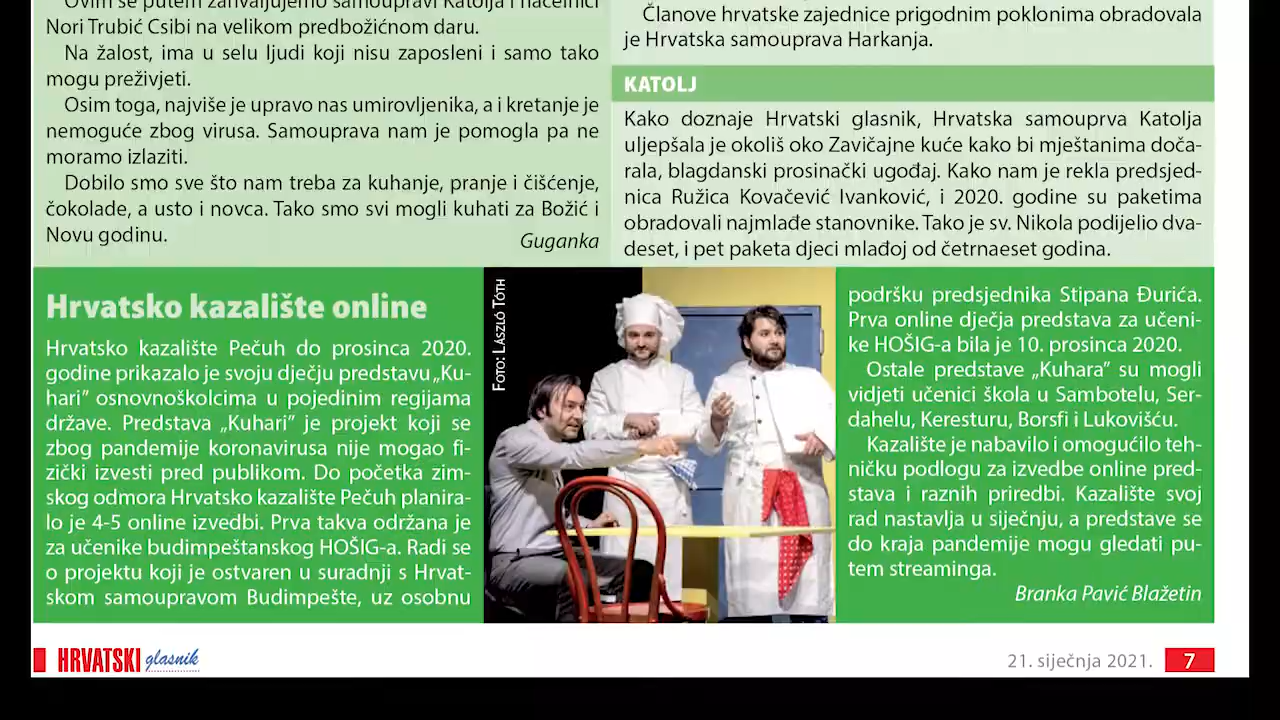 Ovim se putem zahvaljujemo samoupravi Katolja i načelnici
Nori Trubić Csibi na velikom predbožićnom daru.
Na žalost, ima u selu ljudi koji nisu zaposleni i samo tako
mogu preživjeti.
Osim toga, najviše je upravo nas umirovljenika, a i kretanje je
nemoguće zbog virusa. Samouprava nam je pomogla pa ne
moramo izlaziti.
Dobilo smo sve što nam treba za kuhanje, pranje i čišćenje,
čokolade, a usto i novca. Tako smo svi mogli kuhati za Božić i
Novu godinu.
Guganka
Članove hrvatske zajednice prigodnim poklonima obradovala
je Hrvatska samouprava Harkanja.
KATOLJ
Kako doznaje Hrvatski glasnik, Hrvatska samouprva Katolja
uljepšala je okoliš oko Zavičajne kuće kako bi mještanima doča-
rala, blagdanski prosinački ugođaj. Kako nam je rekla predsjed-
nica Ružica Kovačević Ivanković, i 2020. godine su paketima
obradovali najmlađe stanovnike. Tako je sv. Nikola podijelio dva-
deset, i pet paketa djeci mlađoj od četrnaeset godina.
Hrvatsko kazalište online
Hrvatsko kazalište Pečuh do prosinca 2020.
godine prikazalo je svoju dječju predstavu „Ku-
hari” osnovnoškolcima u pojedinim regijama
države. Predstava „Kuhari” je projekt koji se
zbog pandemije koronavirusa nije mogao fi-
zički izvesti pred publikom. Do početka zim-
skog odmora Hrvatsko kazalište Pečuh planira-
lo je 4-5 online izvedbi. Prva takva održana je
za učenike budimpeštanskog HOŠIG-a. Radi se
o projektu koji je ostvaren u suradnji s Hrvat-
skom samoupravom Budimpešte, uz osobnu
FOTO: LÁSZLÓ TÓTH
podršku predsjednika Stipana Đurića.
Prva online dječja predstava za učeni-
ke HOŠIG-a bila je 10. prosinca 2020.
Ostale predstave „Kuhara” su mogli
vidjeti učenici škola u Sambotelu, Ser-
dahelu, Keresturu, Borsfi i Lukovišću.
Kazalište je nabavilo i omogućilo teh-
ničku podlogu za izvedbe online pred-
stava i raznih priredbi. Kazalište svoj
rad nastavlja u siječnju, a predstave se
do kraja pandemije mogu gledati pu-
tem streaminga.
Branka Pavić Blažetin
HRVATSKI glasnik
21. siječnja 2021. 7